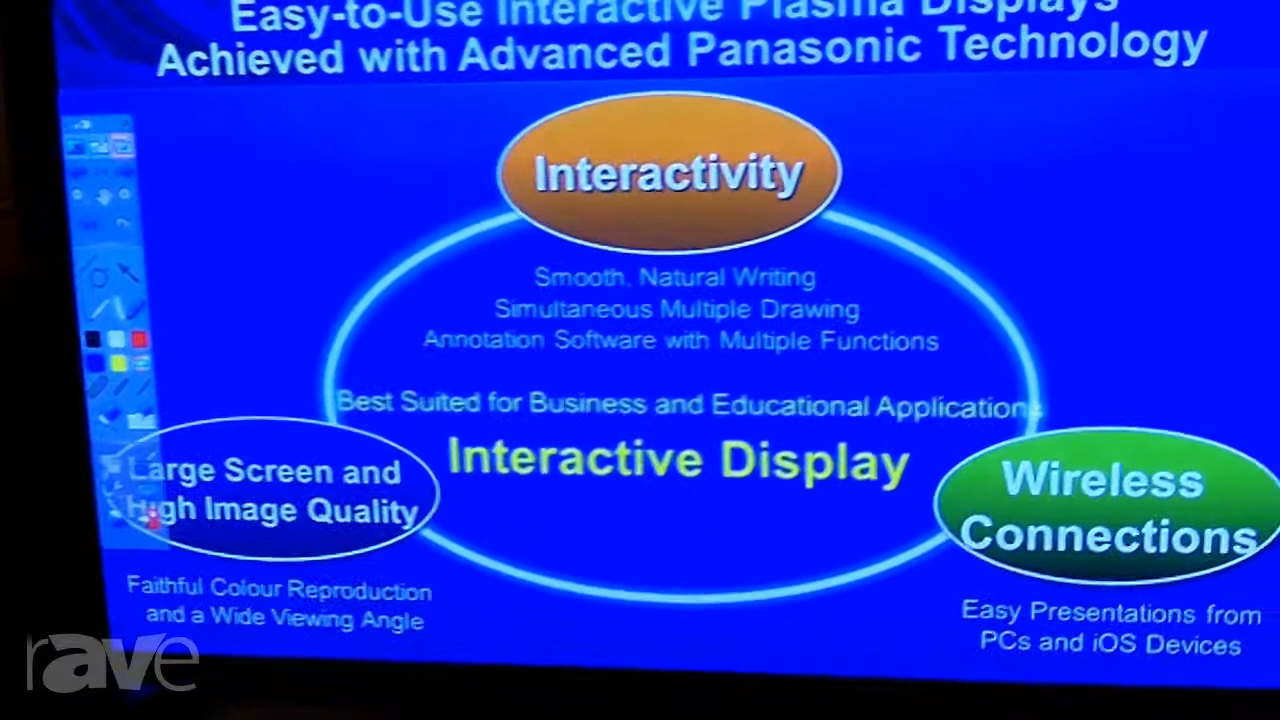 Easy-to-Use Interactive Plasma Displays
Achieved with Advanced Panasonic Technology
Interactivity
Smooth, Natural Writing
Simultaneous Multiple Drawing
Annotation Software with Multiple Functions
Best Suited for Business and Educational Applications
Interactive Display
Large Screen and
High Image Quality
Faithful Colour Reproduction
and a Wide Viewing Angle
Wireless
Connections
Easy Presentations from
PCs and iOS Devices
rave